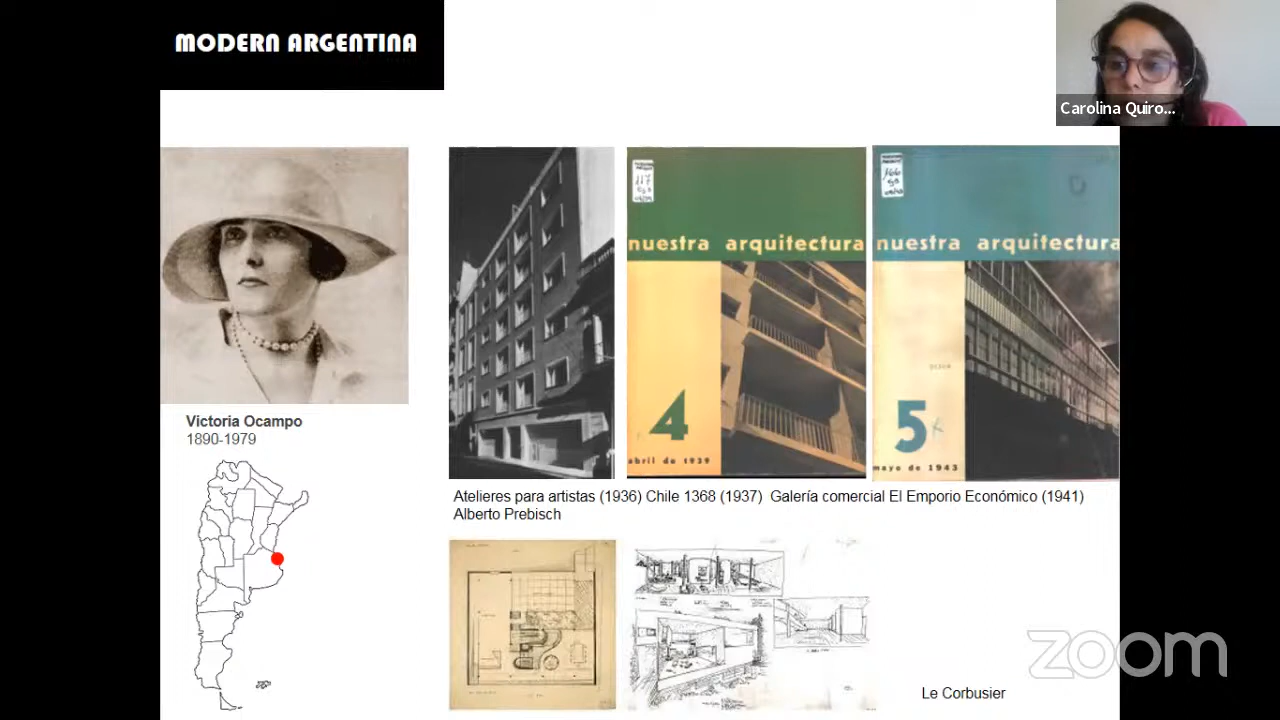 MODERN ARGENTINA
Carolina Quiro...
Victoria Ocampo
1890-1979
nuestra arquitectura
4
abril de 1939
nuestra arquitectura
5
mayo de 1943
Atelieres para artistas (1936) Chile 1368 (1937) Galería comercial El Emporio Económico (1941)
Alberto Prebisch
Le Corbusier
zoom